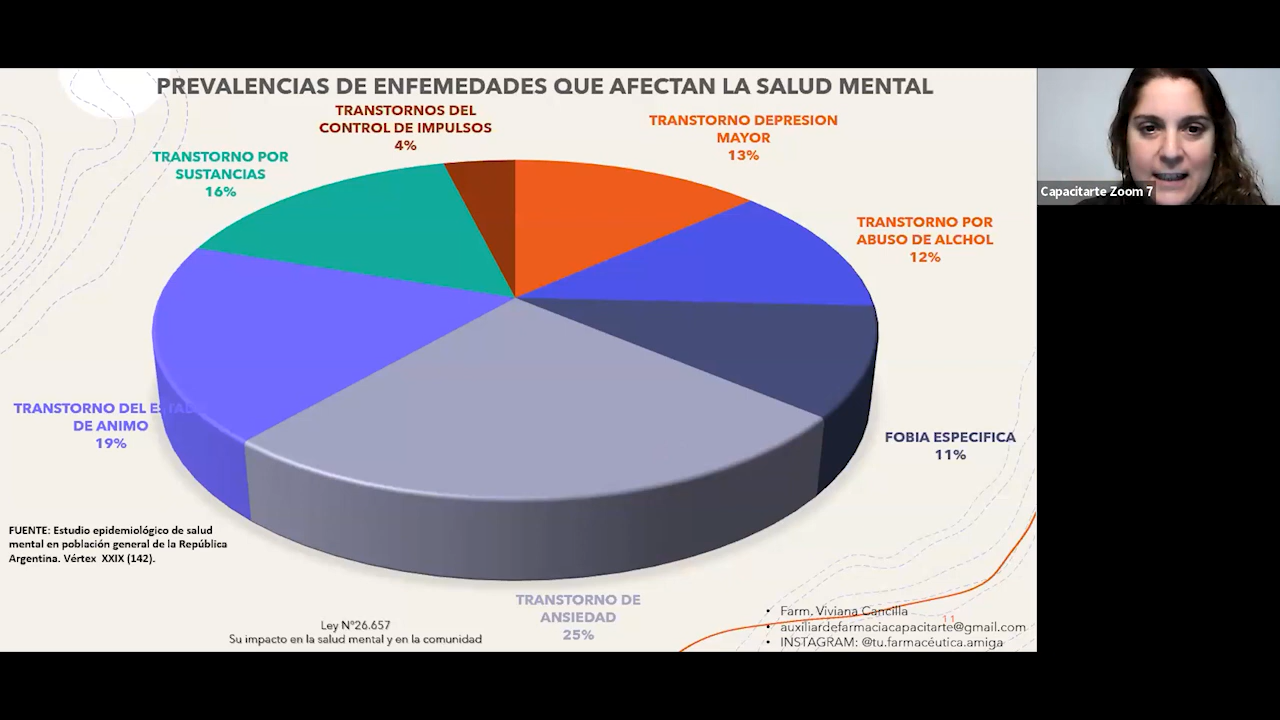 PREVALENCIAS DE ENFEMEDADES QUE AFECTAN LA SALUD MENTAL
TRANSTORNOS DEL
CONTROL DE IMPULSOS
4%
TRANSTORNO DEPRESION
MAYOR
13%
TRANSTORNO POR
SUSTANCIAS
16%
Capacitarte Zoom 7
TRANSTORNO POR
ABUSO DE ALCHOL
12%
TRANSTORNO DEL ESTADO
DE ANIMO
19%
FOBIA ESPECIFICA
11%
FUENTE: Estudio epidemiológico de salud
mental en población general de la República
Argentina. Vértex XXIX (142).
TRANSTORNO DE
ANSIEDAD
25%
Ley N°26.657
Su impacto en la salud mental y en la comunidad
• Farm. Viviana Cancilla
11
• auxiliardefarmaciacapacitarte@gmail.com
• INSTAGRAM: @tu.farmacéutica.amiga